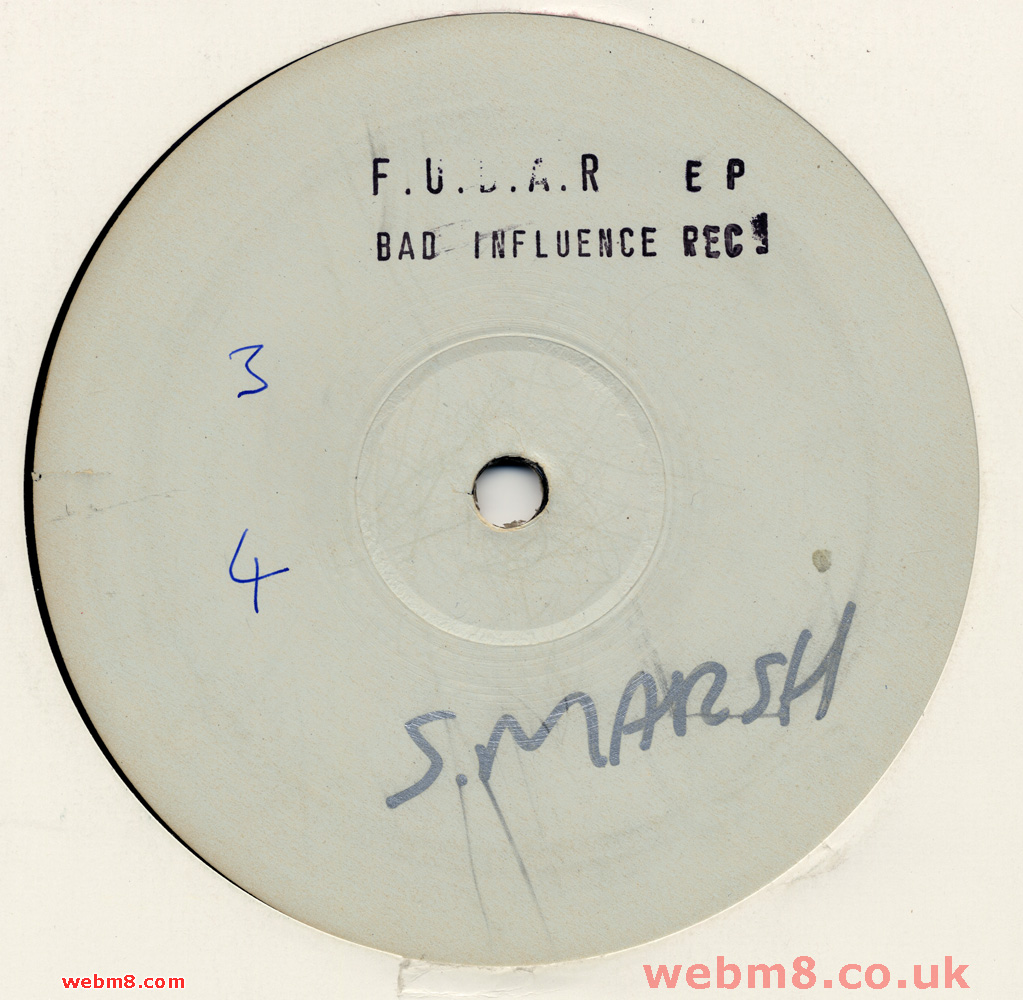 F.U.B.A.R EP
BAD INFLUENCE REC
3
4
S.MARSH
webm8.com
webm8.co.uk